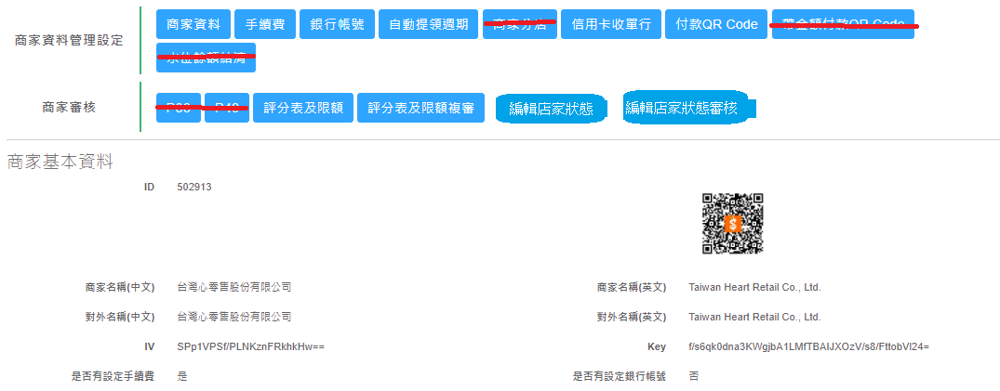 商家資料管理設定
商家資料 手續費 銀行帳號 自動提領週期 商家分店 信用卡收單行 付款QR Code 帶金額付款QR Code
水位餘額結清
商家審核
評分表及限額 評分表及限額複審 編輯店家狀態 編輯店家狀態審核
商家基本資料
ID 502913
商家名稱(中文) 台灣心零售股份有限公司 商家名稱(英文) Taiwan Heart Retail Co., Ltd.
對外名稱(中文) 台灣心零售股份有限公司 對外名稱(英文) Taiwan Heart Retail Co., Ltd.
IV SPp1VPSf/PLNKznFRkhkHw== Key f/s6qk0dna3KWgjbA1LMfTBAIJXOzV/s8/FttobVl24=
是否有設定手續費 是 是否有設定銀行帳號 否